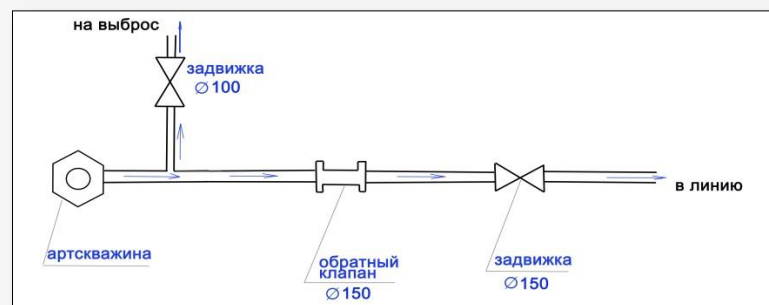 на выброс
задвижка
∅100
в линию
артскважина
обратный
клапан
∅150
задвижка
∅150